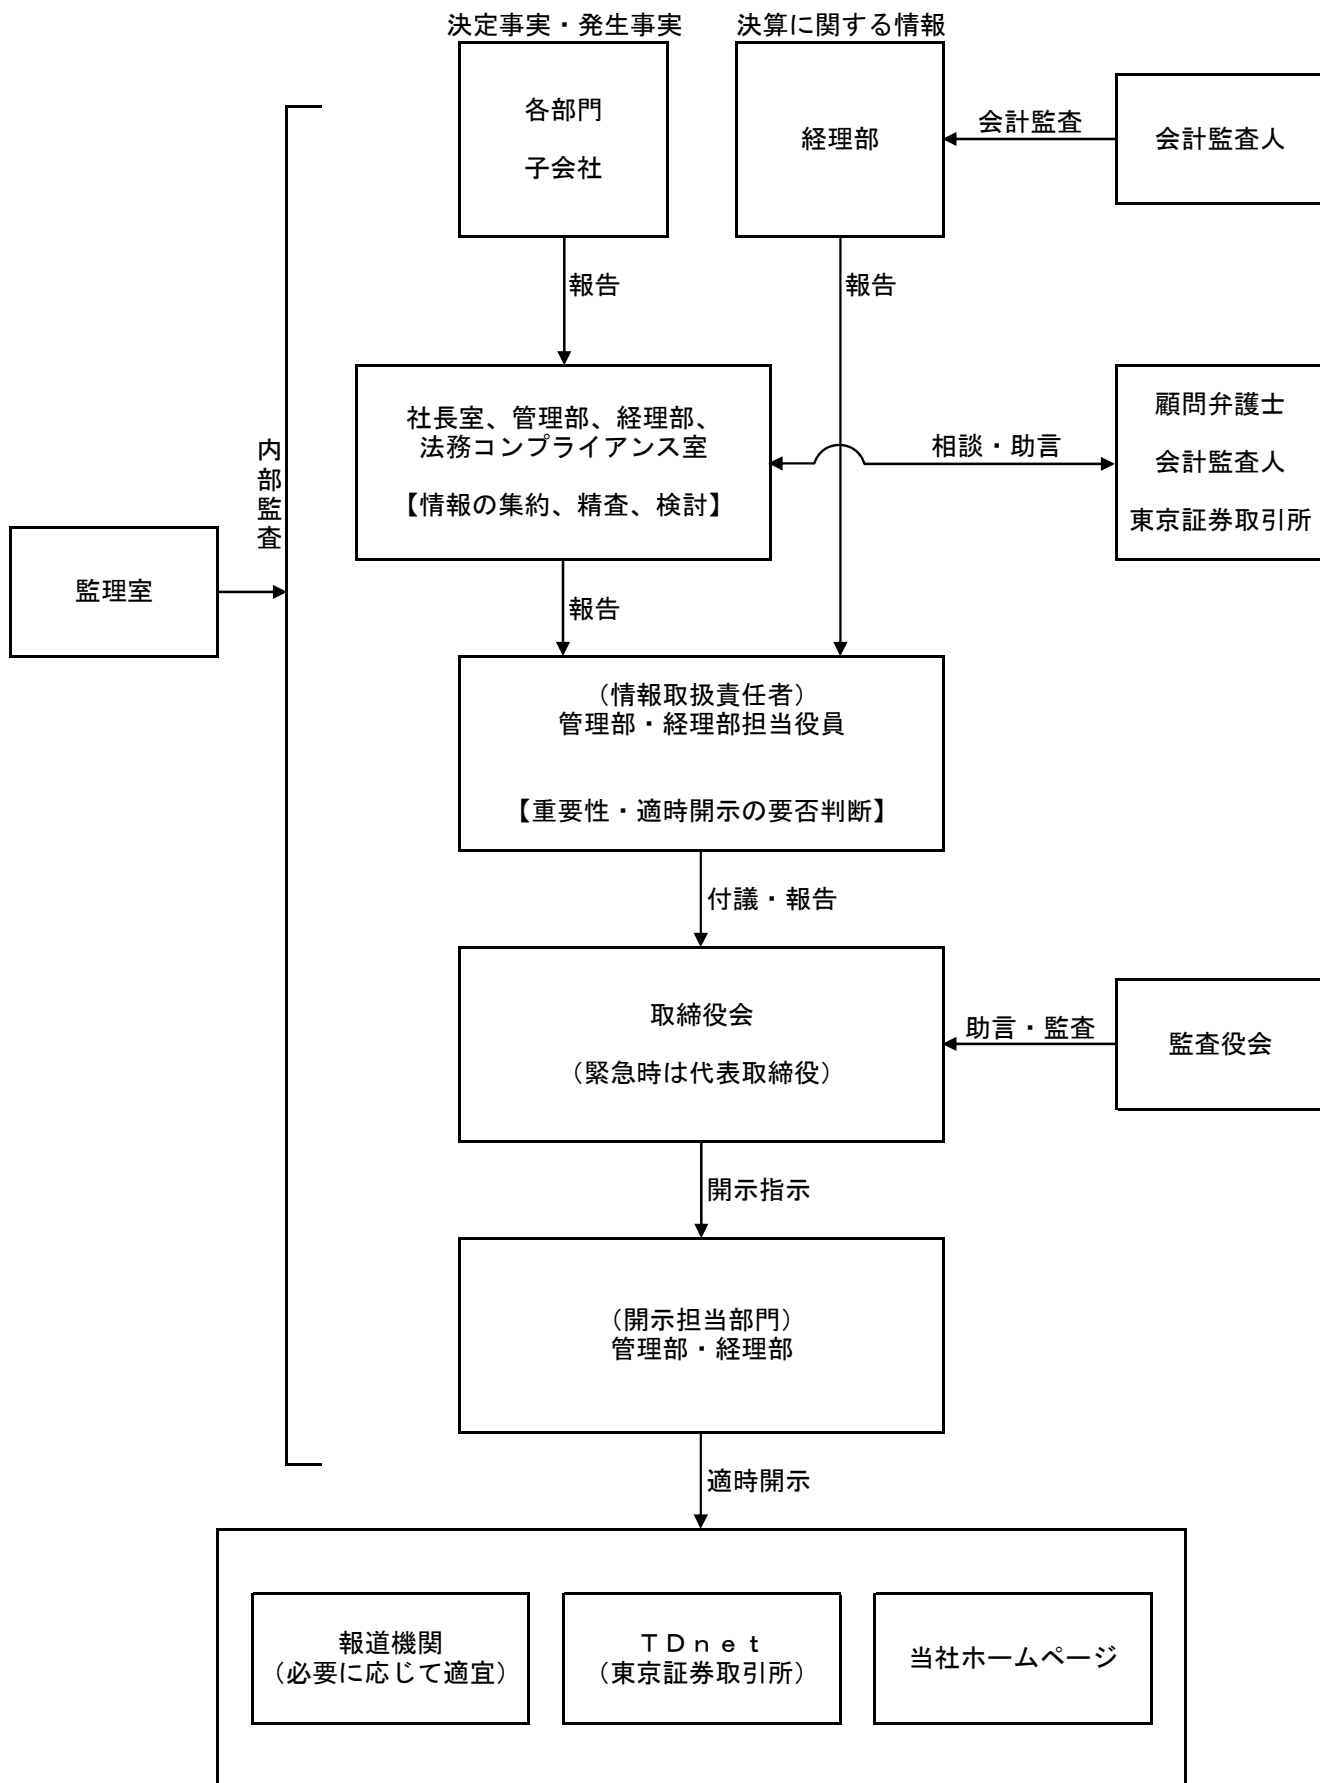 決定事実・発生事実
決算に関する情報
各部門
子会社
経理部
会計監査
会計監査人
報告
報告
社長室、管理部、経理部、
法務コンプライアンス室
【情報の集約、精査、検討】
相談・助言
顧問弁護士
会計監査人
東京証券取引所
内部監査
監理室
報告
(情報取扱責任者)
管理部・経理部担当役員
【重要性・適時開示の要否判断】
付議・報告
取締役会
(緊急時は代表取締役)
助言・監査
監査役会
開示指示
(開示担当部門)
管理部・経理部
適時開示
報道機関
(必要に応じて適宜)
TDnet
(東京証券取引所)
当社ホームページ